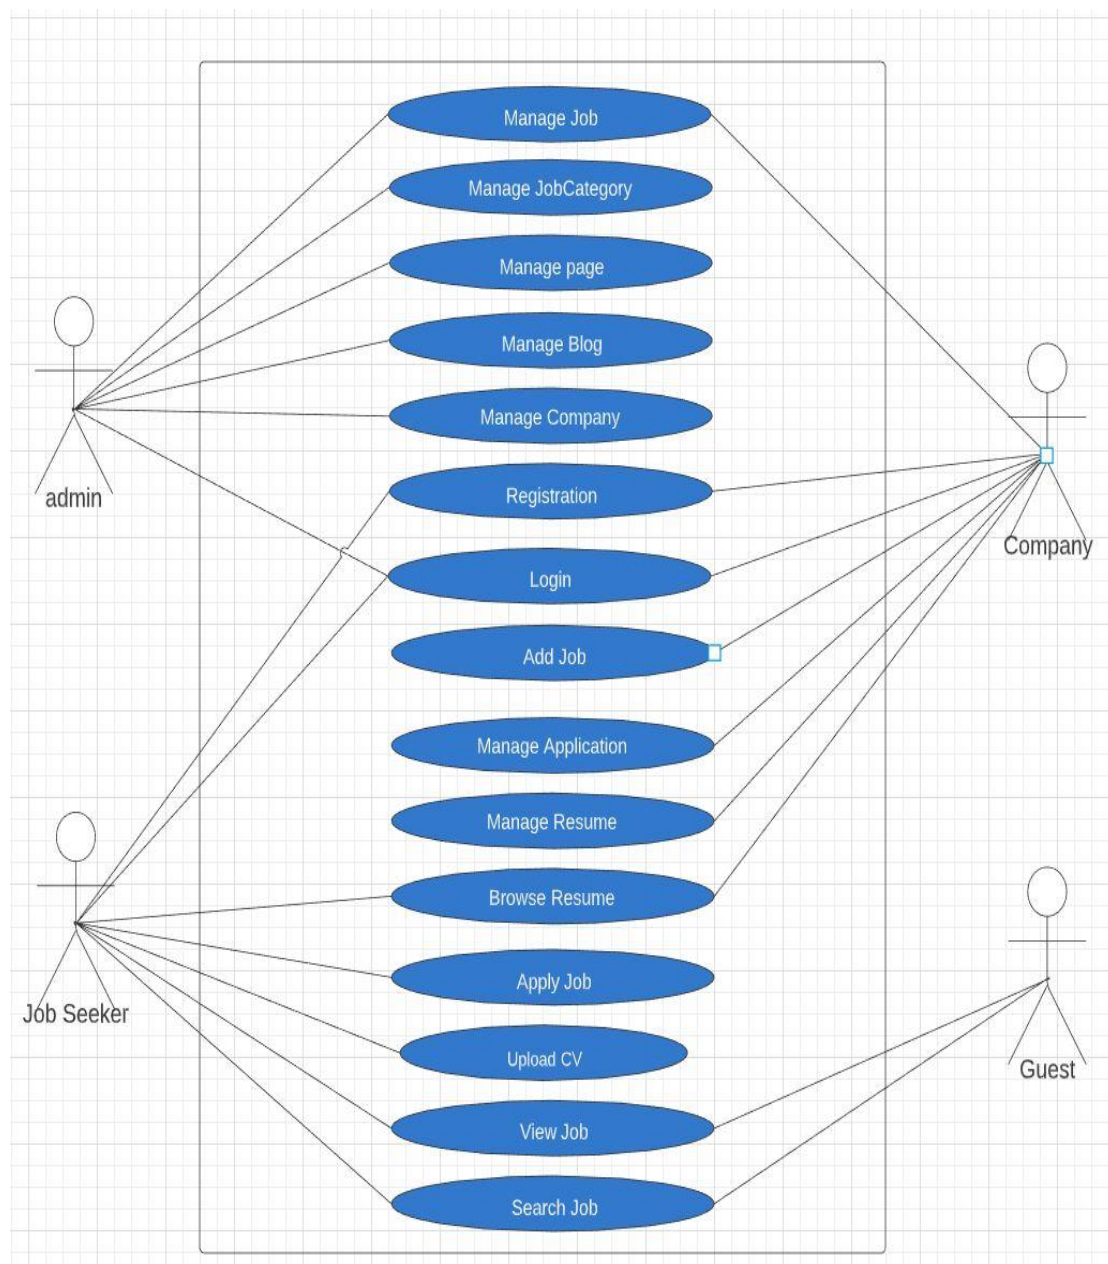 Manage Job
Manage JobCategory
Manage page
Manage Blog
Manage Company
admin
Registration
Company
Login
Add Job
Manage Application
Manage Resume
Browse Resume
Apply Job
Job Seeker
Upload CV
Guest
View Job
Search Job